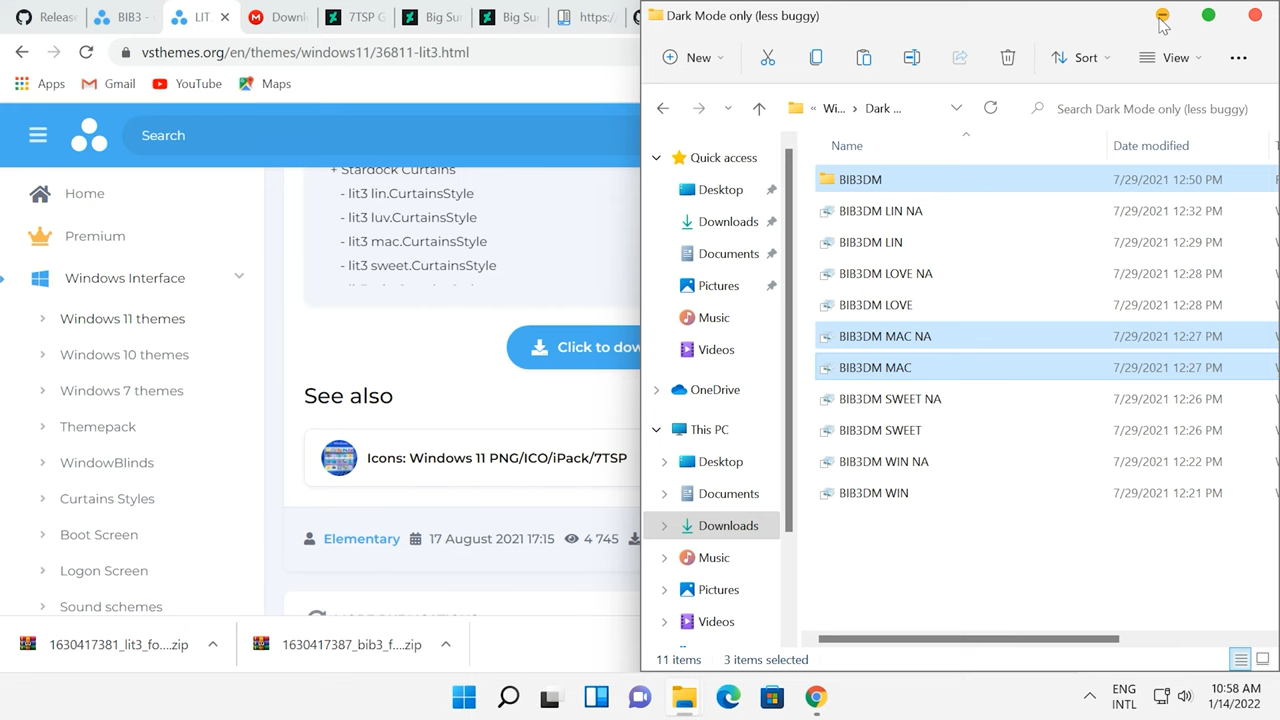 Releas
BIB3 -
LIT
Downl
7TSP G
Big Su
Big Su
https:/
vsthemes.org/en/themes/windows11/36811-lit3.html
Apps
Gmail
YouTube
Maps
Search
Home
Premium
Windows Interface
Windows 11 themes
Windows 10 themes
Windows 7 themes
Themepack
WindowBlinds
Curtains Styles
Boot Screen
Logon Screen
Sound schemes
+ Stardock Curtains
- lit3 lin.CurtainsStyle
- lit3 luv.CurtainsStyle
- lit3 mac.CurtainsStyle
- lit3 sweet.CurtainsStyle
Click to dow
See also
Icons: Windows 11 PNG/ICO/iPack/7TSP
Elementary 17 August 2021 17:15 4 745
1630417381_lit3_fo....zip
1630417387_bib3_f....zip
Dark Mode only (less buggy)
New
Sort
View
« Wi... › Dark ...
Search Dark Mode only (less buggy)
Quick access
Desktop
Downloads
Documents
Pictures
Music
Videos
OneDrive
This PC
Desktop
Documents
Downloads
Music
Pictures
Videos
Name Date modified
BIB3DM 7/29/2021 12:50 PM
BIB3DM LIN NA 7/29/2021 12:32 PM
BIB3DM LIN 7/29/2021 12:29 PM
BIB3DM LOVE NA 7/29/2021 12:28 PM
BIB3DM LOVE 7/29/2021 12:28 PM
BIB3DM MAC NA 7/29/2021 12:27 PM
BIB3DM MAC 7/29/2021 12:27 PM
BIB3DM SWEET NA 7/29/2021 12:26 PM
BIB3DM SWEET 7/29/2021 12:26 PM
BIB3DM WIN NA 7/29/2021 12:22 PM
BIB3DM WIN 7/29/2021 12:21 PM
11 items 3 items selected
ENG
INTL
10:58 AM
1/14/2022